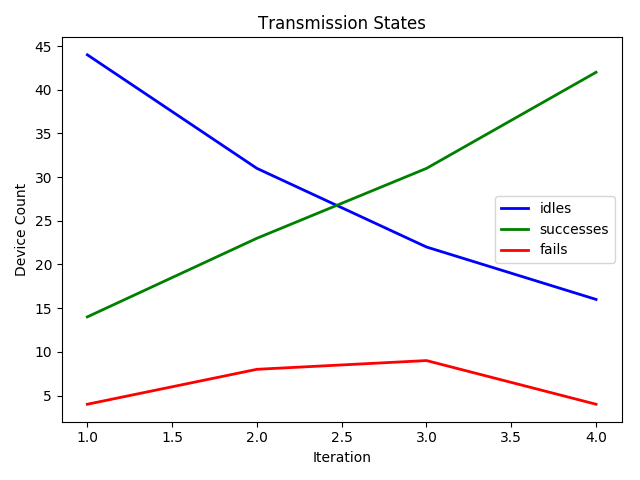 Transmission States
45
40
35
30
25
20
15
10
5
Device Count
idles
successes
fails
1.0 1.5 2.0 2.5 3.0 3.5 4.0
Iteration